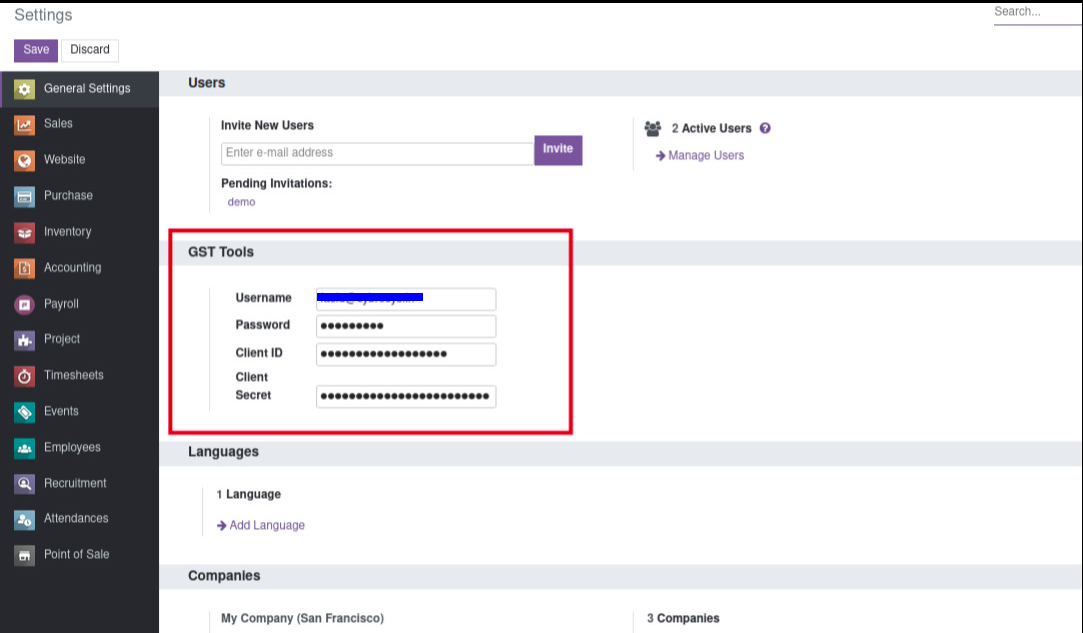 Settings
Search...
Save Discard
General Settings
Sales
Website
Purchase
Inventory
Accounting
Payroll
Project
Timesheets
Events
Employees
Recruitment
Attendances
Point of Sale
Users
Invite New Users
Enter e-mail address
Invite
Pending Invitations:
demo
2 Active Users
Manage Users
GST Tools
Username
Password
Client ID
Client
Secret
Languages
1 Language
Add Language
Companies
My Company (San Francisco)
3 Companies